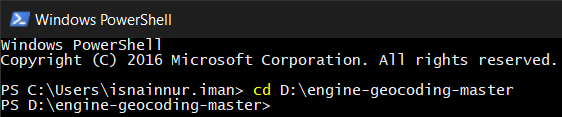 Windows PowerShell
Windows PowerShell
Copyright (C) 2016 Microsoft Corporation. All rights reserved.
PS C:\Users\isnainnur.iman> cd D:\engine-geocoding-master
PS D:\engine-geocoding-master>